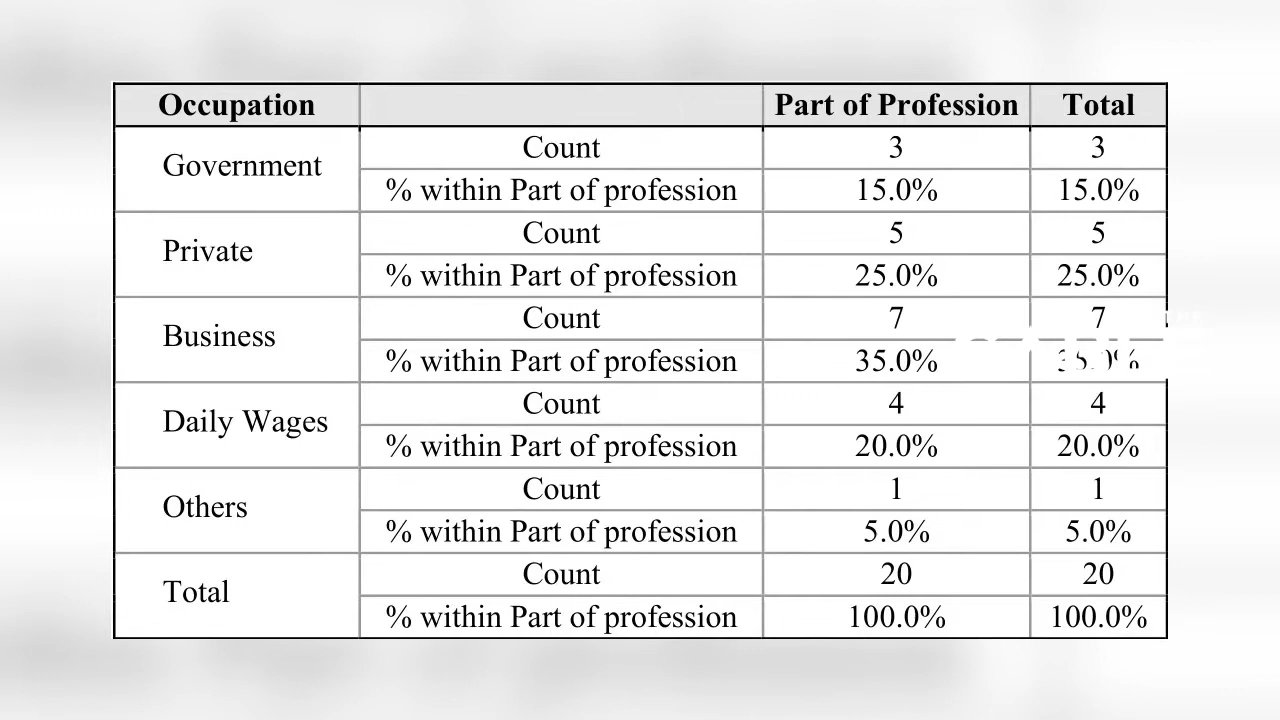 Occupation Part of Profession Total
Government Count 3 3
% within Part of profession 15.0% 15.0%
Private Count 5 5
% within Part of profession 25.0% 25.0%
Business Count 7 7
% within Part of profession 35.0% 35.0%
Daily Wages Count 4 4
% within Part of profession 20.0% 20.0%
Others Count 1 1
% within Part of profession 5.0% 5.0%
Total Count 20 20
% within Part of profession 100.0% 100.0%